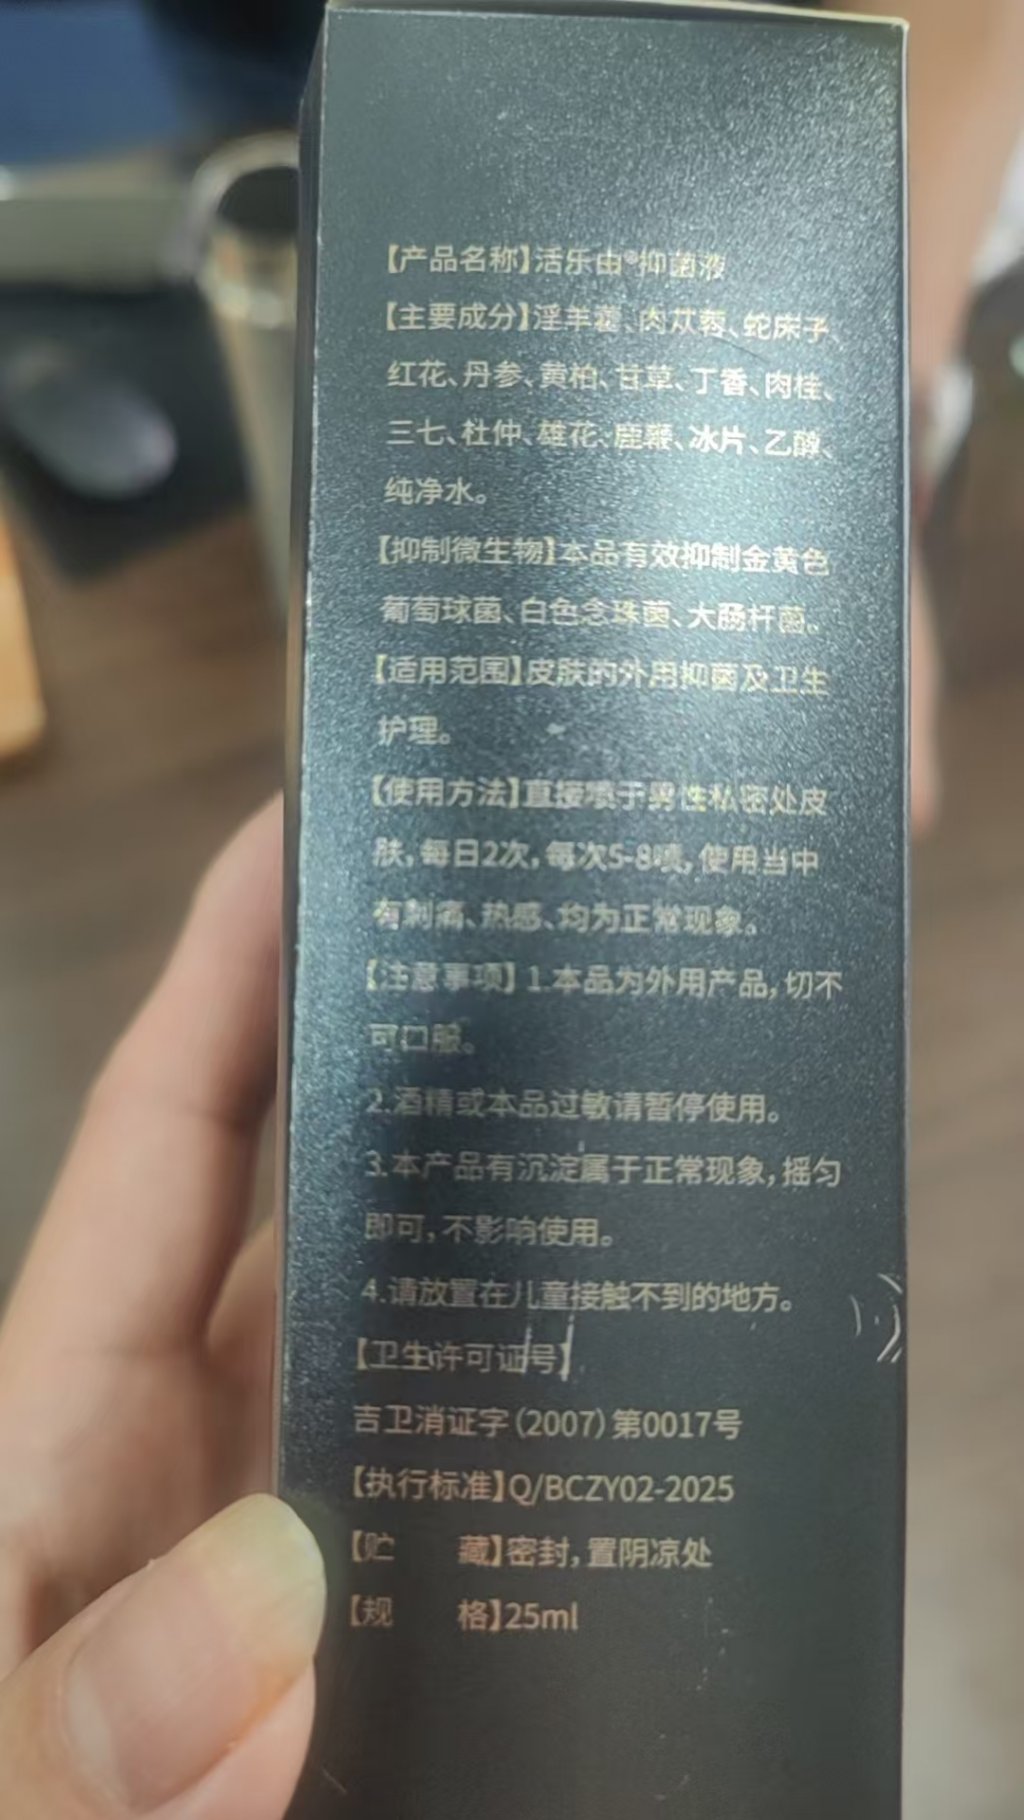 【产品名称】活乐由®抑菌液
【主要成分】淫羊藿、肉苁蓉、蛇床子、
红花、丹参、黄柏、甘草、丁香、肉桂、
三七、杜仲、雄花、鹿鞭、冰片、乙醇、
纯净水。
【抑制微生物】本品有效抑制金黄色
葡萄球菌、白色念珠菌、大肠杆菌。
【适用范围】皮肤的外用抑菌及卫生
护理。
【使用方法】直接喷于男性私密处皮
肤,每日2次,每次5-8喷,使用当中
有刺痛、热感、均为正常现象。
【注意事项】1.本品为外用产品,切不
可口服。
2.酒精或本品过敏请暂停使用。
3.本产品有沉淀属于正常现象,摇匀
即可,不影响使用。
4.请放置在儿童接触不到的地方。
【卫生许可证号】
吉卫消证字(2007)第0017号
【执行标准】Q/BCZY02-2025
【贮 藏】密封,置阴凉处
【规 格】25ml